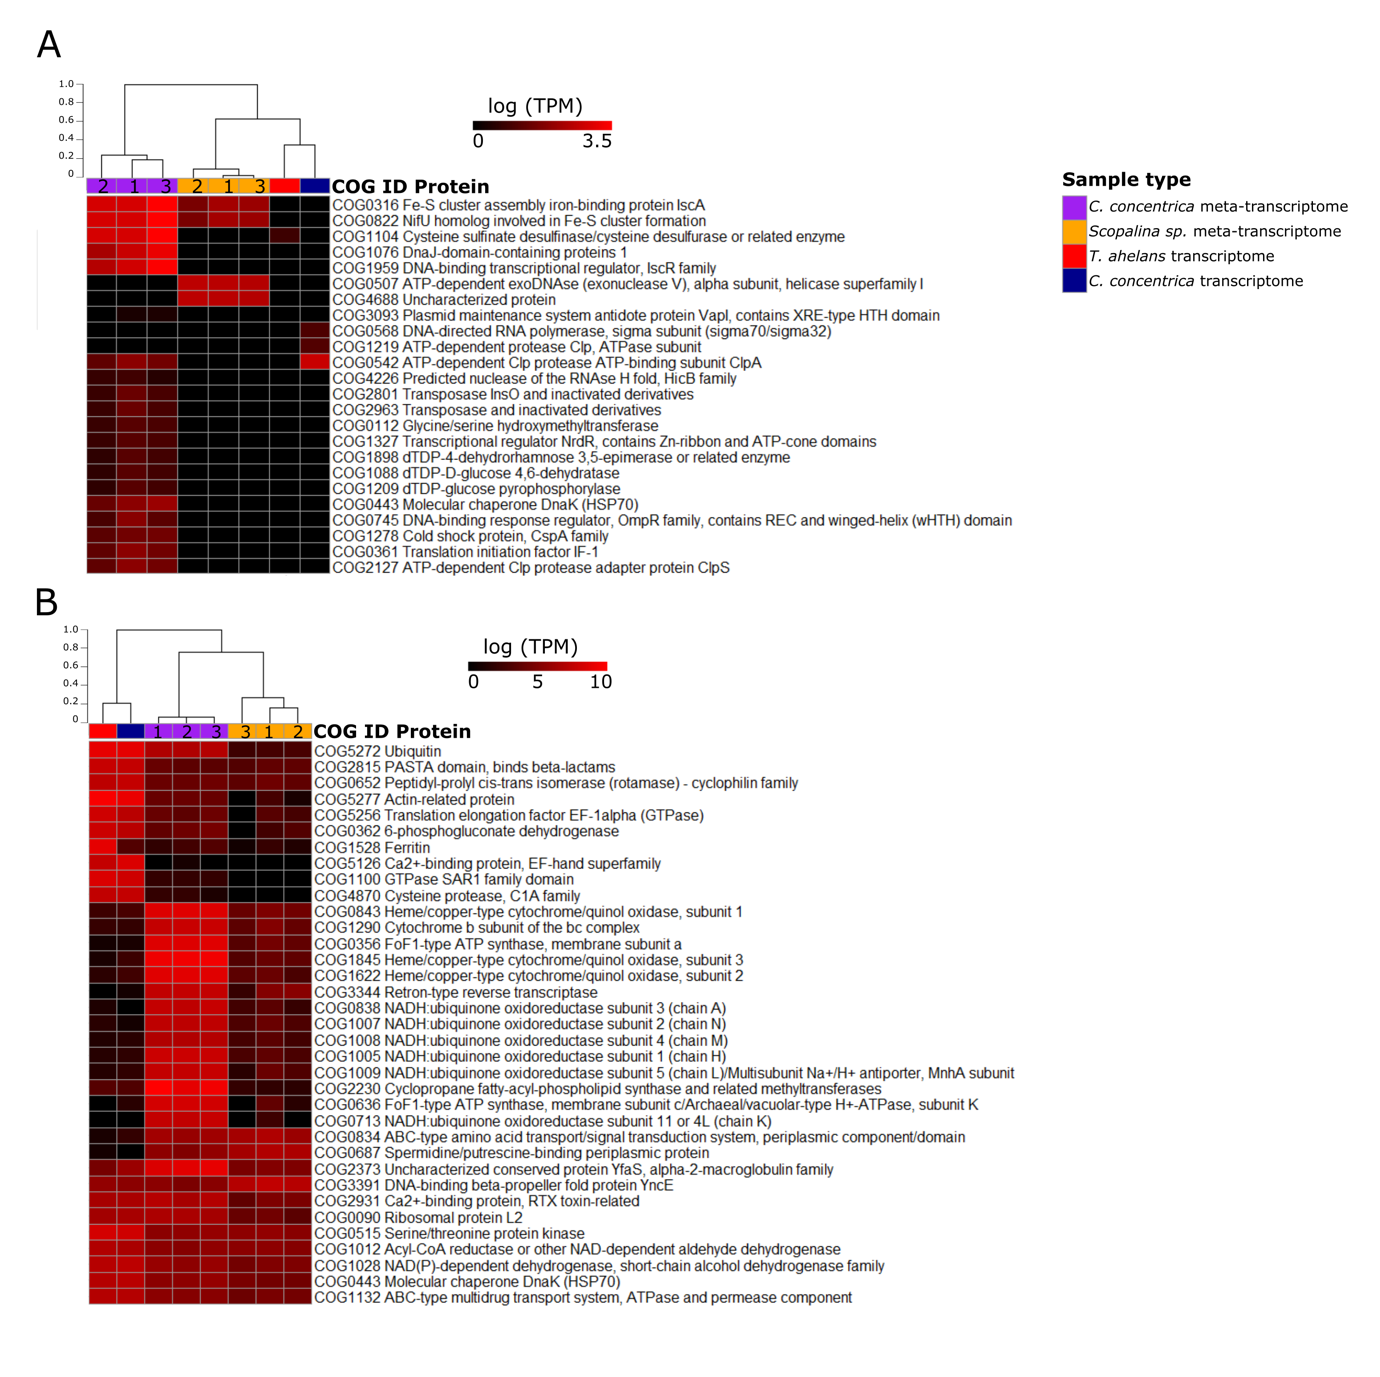 A
1.0
0.8
0.6
0.4
0.2
0
log (TPM)
0 3.5
2 1 3 2 1 3 COG ID Protein
COG0316 Fe-S cluster assembly iron-binding protein IscA
COG0822 NifU homolog involved in Fe-S cluster formation
COG1104 Cysteine sulfinate desulfinase/cysteine desulfurase or related enzyme
COG1076 DnaJ-domain-containing proteins 1
COG1959 DNA-binding transcriptional regulator, IscR family
COG0507 ATP-dependent exoDNAse (exonuclease V), alpha subunit, helicase superfamily I
COG4688 Uncharacterized protein
COG3093 Plasmid maintenance system antidote protein VapI, contains XRE-type HTH domain
COG0568 DNA-directed RNA polymerase, sigma subunit (sigma70/sigma32)
COG1219 ATP-dependent protease Clp, ATPase subunit
COG0542 ATP-dependent Clp protease ATP-binding subunit ClpA
COG4226 Predicted nuclease of the RNAse H fold, HicB family
COG2801 Transposase InsO and inactivated derivatives
COG2963 Transposase and inactivated derivatives
COG0112 Glycine/serine hydroxymethyltransferase
COG1327 Transcriptional regulator NrdR, contains Zn-ribbon and ATP-cone domains
COG1898 dTDP-4-dehydrorhamnose 3,5-epimerase or related enzyme
COG1088 dTDP-D-glucose 4,6-dehydratase
COG1209 dTDP-glucose pyrophosphorylase
COG0443 Molecular chaperone DnaK (HSP70)
COG0745 DNA-binding response regulator, OmpR family, contains REC and winged-helix (wHTH) domain
COG1278 Cold shock protein, CspA family
COG0361 Translation initiation factor IF-1
COG2127 ATP-dependent Clp protease adapter protein ClpS
Sample type
C. concentrica meta-transcriptome
Scopalina sp. meta-transcriptome
T. ahelans transcriptome
C. concentrica transcriptome
B
1.0
0.8
0.6
0.4
0.2
0
log (TPM)
0 5 10
1 2 3 3 1 2 COG ID Protein
COG5272 Ubiquitin
COG2815 PASTA domain, binds beta-lactams
COG0652 Peptidyl-prolyl cis-trans isomerase (rotamase) - cyclophilin family
COG5277 Actin-related protein
COG5256 Translation elongation factor EF-1alpha (GTPase)
COG0362 6-phosphogluconate dehydrogenase
COG1528 Ferritin
COG5126 Ca2+-binding protein, EF-hand superfamily
COG1100 GTPase SAR1 family domain
COG4870 Cysteine protease, C1A family
COG0843 Heme/copper-type cytochrome/quinol oxidase, subunit 1
COG1290 Cytochrome b subunit of the bc complex
COG0356 FoF1-type ATP synthase, membrane subunit a
COG1845 Heme/copper-type cytochrome/quinol oxidase, subunit 3
COG1622 Heme/copper-type cytochrome/quinol oxidase, subunit 2
COG3344 Retron-type reverse transcriptase
COG0838 NADH:ubiquinone oxidoreductase subunit 3 (chain A)
COG1007 NADH:ubiquinone oxidoreductase subunit 2 (chain N)
COG1008 NADH:ubiquinone oxidoreductase subunit 4 (chain M)
COG1005 NADH:ubiquinone oxidoreductase subunit 1 (chain H)
COG1009 NADH:ubiquinone oxidoreductase subunit 5 (chain L)/Multisubunit Na+/H+ antiporter, MnhA subunit
COG2230 Cyclopropane fatty-acyl-phospholipid synthase and related methyltransferases
COG0636 FoF1-type ATP synthase, membrane subunit c/Archaeal/vacuolar-type H+-ATPase, subunit K
COG0713 NADH:ubiquinone oxidoreductase subunit 11 or 4L (chain K)
COG0834 ABC-type amino acid transport/signal transduction system, periplasmic component/domain
COG0687 Spermidine/putrescine-binding periplasmic protein
COG2373 Uncharacterized conserved protein YfaS, alpha-2-macroglobulin family
COG3391 DNA-binding beta-propeller fold protein YncE
COG2931 Ca2+-binding protein, RTX toxin-related
COG0090 Ribosomal protein L2
COG0515 Serine/threonine protein kinase
COG1012 Acyl-CoA reductase or other NAD-dependent aldehyde dehydrogenase
COG1028 NAD(P)-dependent dehydrogenase, short-chain alcohol dehydrogenase family
COG0443 Molecular chaperone DnaK (HSP70)
COG1132 ABC-type multidrug transport system, ATPase and permease component